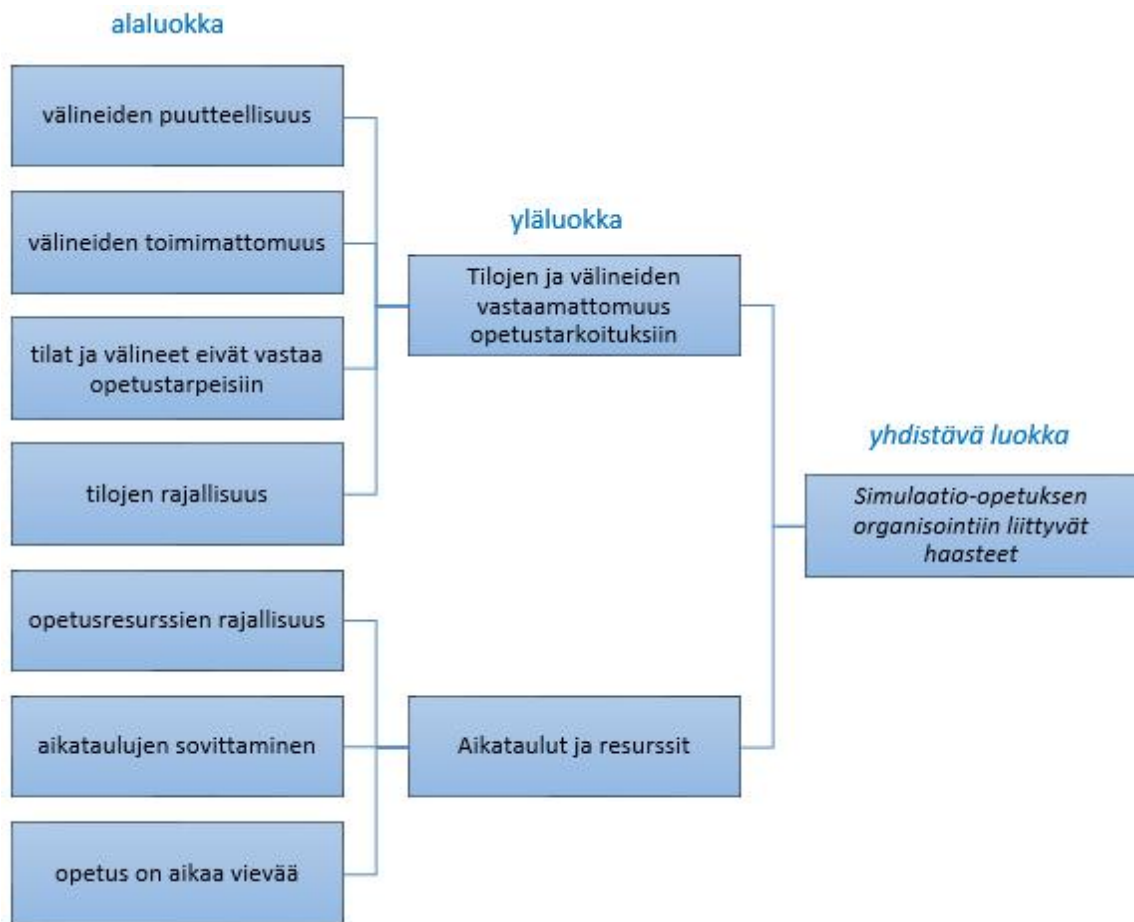 alaluokka
välineiden puutteellisuus
välineiden toimimattomuus
tilat ja välineet eivät vastaa
opetustarpeisiin
tilojen rajallisuus
opetusresurssien rajallisuus
aikataulujen sovittaminen
opetus on aikaa vievää
yläluokka
Tilojen ja välineiden
vastaamattomuus
opetustarkoituksiin
Aikataulut ja resurssit
yhdistävä luokka
Simulaatio-opetuksen
organisointiin liittyvät
haasteet